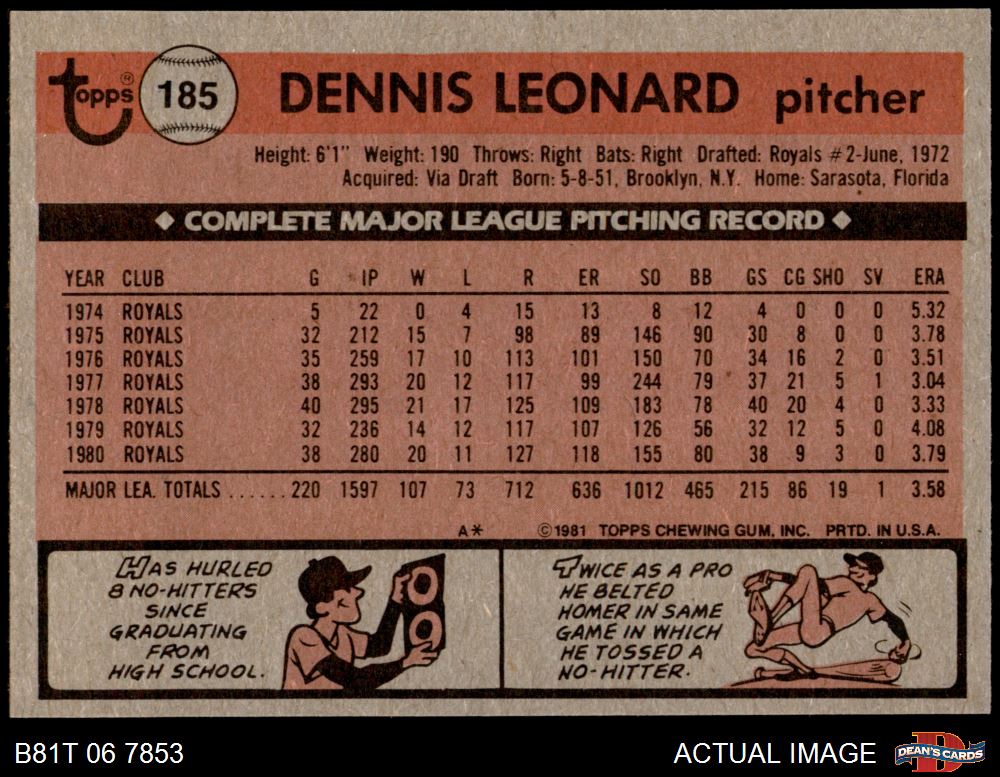 Topps ® 185 DENNIS LEONARD pitcher
Height: 6'1" Weight: 190 Throws: Right Bats: Right Drafted: Royals #2-June, 1972
Acquired: Via Draft Born: 5-8-51, Brooklyn, N.Y. Home: Sarasota, Florida
◆ COMPLETE MAJOR LEAGUE PITCHING RECORD ◆
YEAR CLUB G IP W L R ER SO BB GS CG SHO SV ERA
1974 ROYALS 5 22 0 4 15 13 8 12 4 0 0 0 5.32
1975 ROYALS 32 212 15 7 98 89 146 90 30 8 0 0 3.78
1976 ROYALS 35 259 17 10 113 101 150 70 34 16 2 0 3.51
1977 ROYALS 38 293 20 12 117 99 244 79 37 21 5 1 3.04
1978 ROYALS 40 295 21 17 125 109 183 78 40 20 4 0 3.33
1979 ROYALS 32 236 14 12 117 107 126 56 32 12 5 0 4.08
1980 ROYALS 38 280 20 11 127 118 155 80 38 9 3 0 3.79
MAJOR LEA. TOTALS ...... 220 1597 107 73 712 636 1012 465 215 86 19 1 3.58
A* ©1981 TOPPS CHEWING GUM, INC. PRTD. IN U.S.A.
HAS HURLED
8 NO-HITTERS
SINCE
GRADUATING
FROM
HIGH SCHOOL.
0
0
TWICE AS A PRO
HE BELTED
HOMER IN SAME
GAME IN WHICH
HE TOSSED A
NO-HITTER.
B81T 06 7853 ACTUAL IMAGE D DEAN'S CARDS